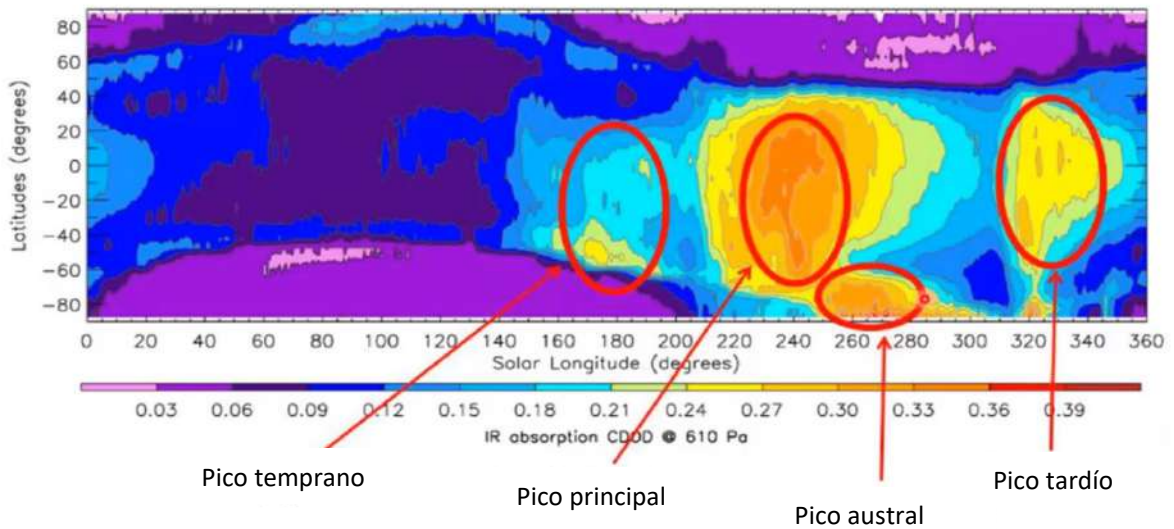 80
60
40
20
0
−20
−40
−60
−80
Latitudes (degrees)
0 20 40 60 80 100 120 140 160 180 200 220 240 260 280 300 320 340 360
Solar Longitude (degrees)
0.03 0.06 0.09 0.12 0.15 0.18 0.21 0.24 0.27 0.30 0.33 0.36 0.39
IR absorption CDOD @ 610 Pa
Pico temprano
Pico principal
Pico austral
Pico tardío